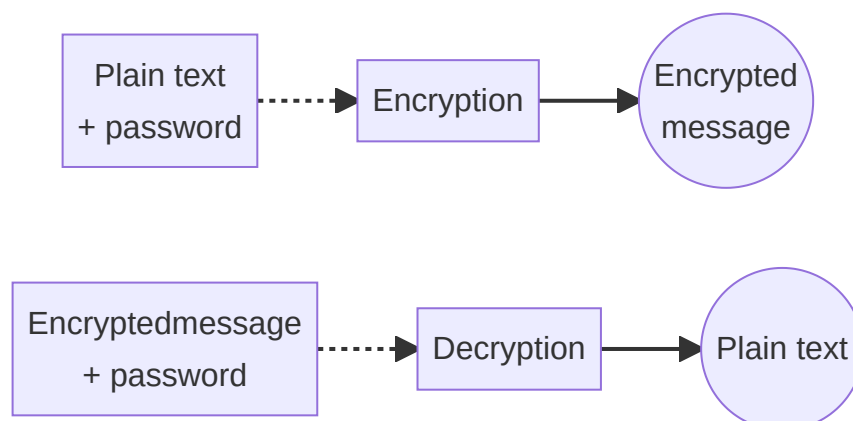 Plain text
+ password
Encryption
Encrypted
message
Encryptedmessage
+ password
Decryption
Plain text